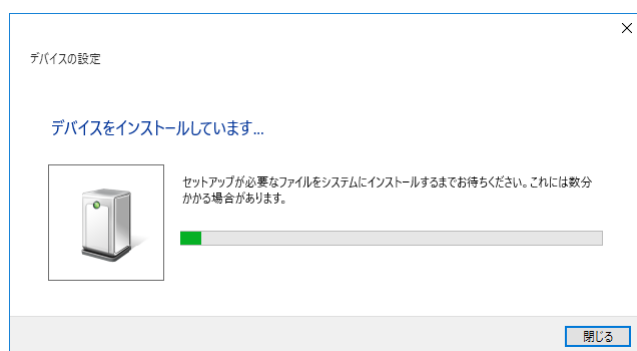 デバイスの設定
デバイスをインストールしています...
セットアップが必要なファイルをシステムにインストールするまでお待ちください。これには数分
かかる場合があります。
閉じる